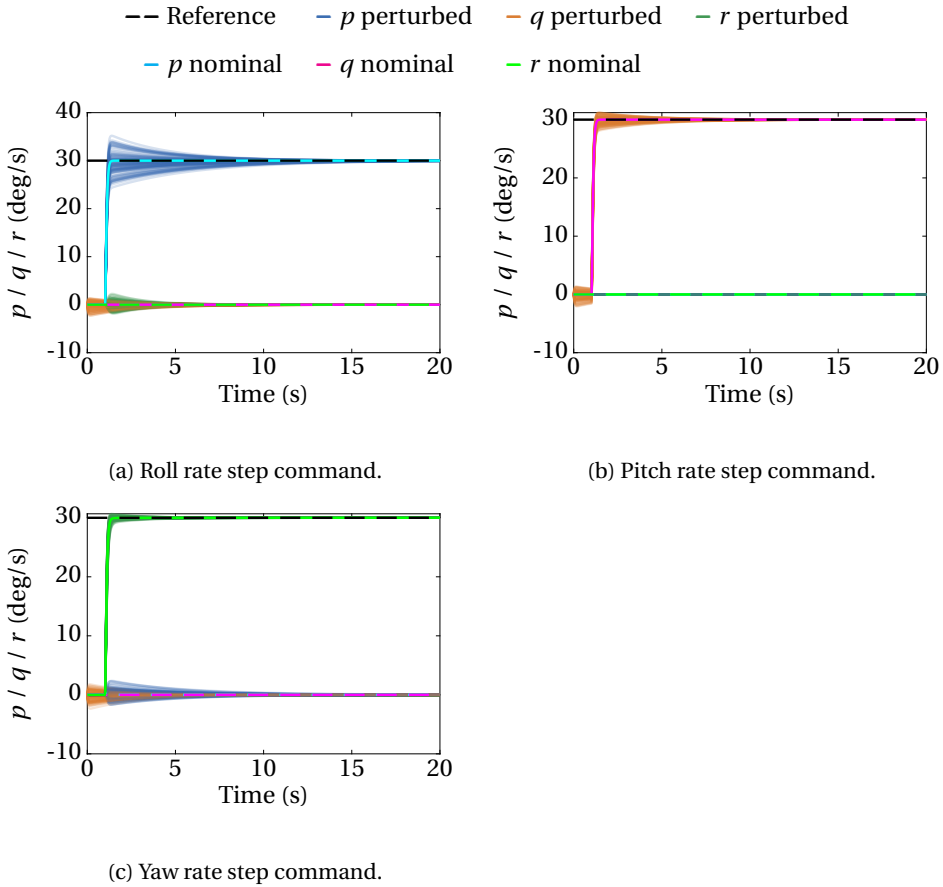 Reference p perturbed q perturbed r perturbed
p nominal q nominal r nominal
40
30
20
10
0
-10
0 5 10 15 20
p / q / r (deg/s)
Time (s)
(a) Roll rate step command.
30
20
10
0
-10
0 5 10 15 20
p / q / r (deg/s)
Time (s)
(b) Pitch rate step command.
30
20
10
0
-10
0 5 10 15 20
p / q / r (deg/s)
Time (s)
(c) Yaw rate step command.